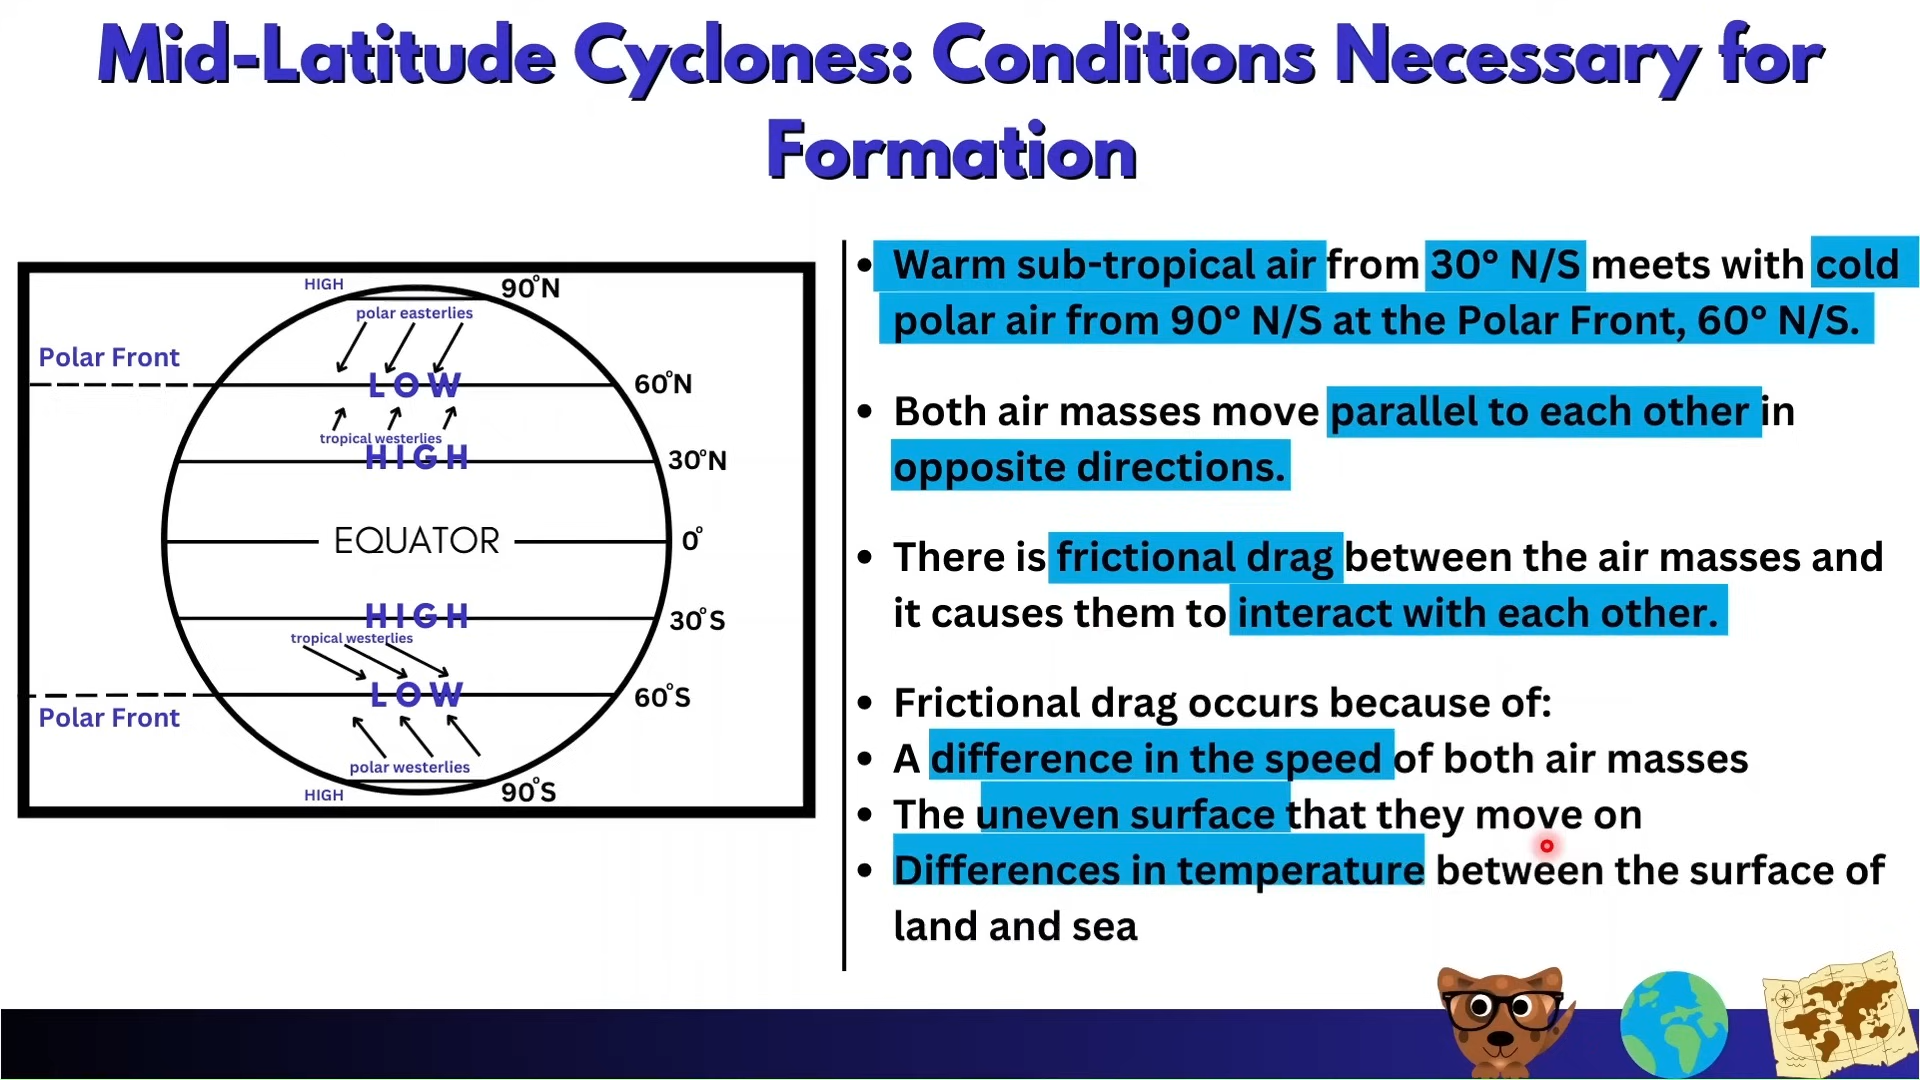 Mid-Latitude Cyclones: Conditions Necessary for
Formation
HIGH
90°N
polar easterlies
Polar Front
LOW
60°N
tropical westerlies
HIGH
30°N
EQUATOR
0°
HIGH
30°S
tropical westerlies
LOW
60°S
Polar Front
polar westerlies
HIGH
90°S
• Warm sub-tropical air from 30° N/S meets with cold
polar air from 90° N/S at the Polar Front, 60° N/S.
• Both air masses move parallel to each other in
opposite directions.
• There is frictional drag between the air masses and
it causes them to interact with each other.
• Frictional drag occurs because of:
• A difference in the speed of both air masses
• The uneven surface that they move on
• Differences in temperature between the surface of
land and sea